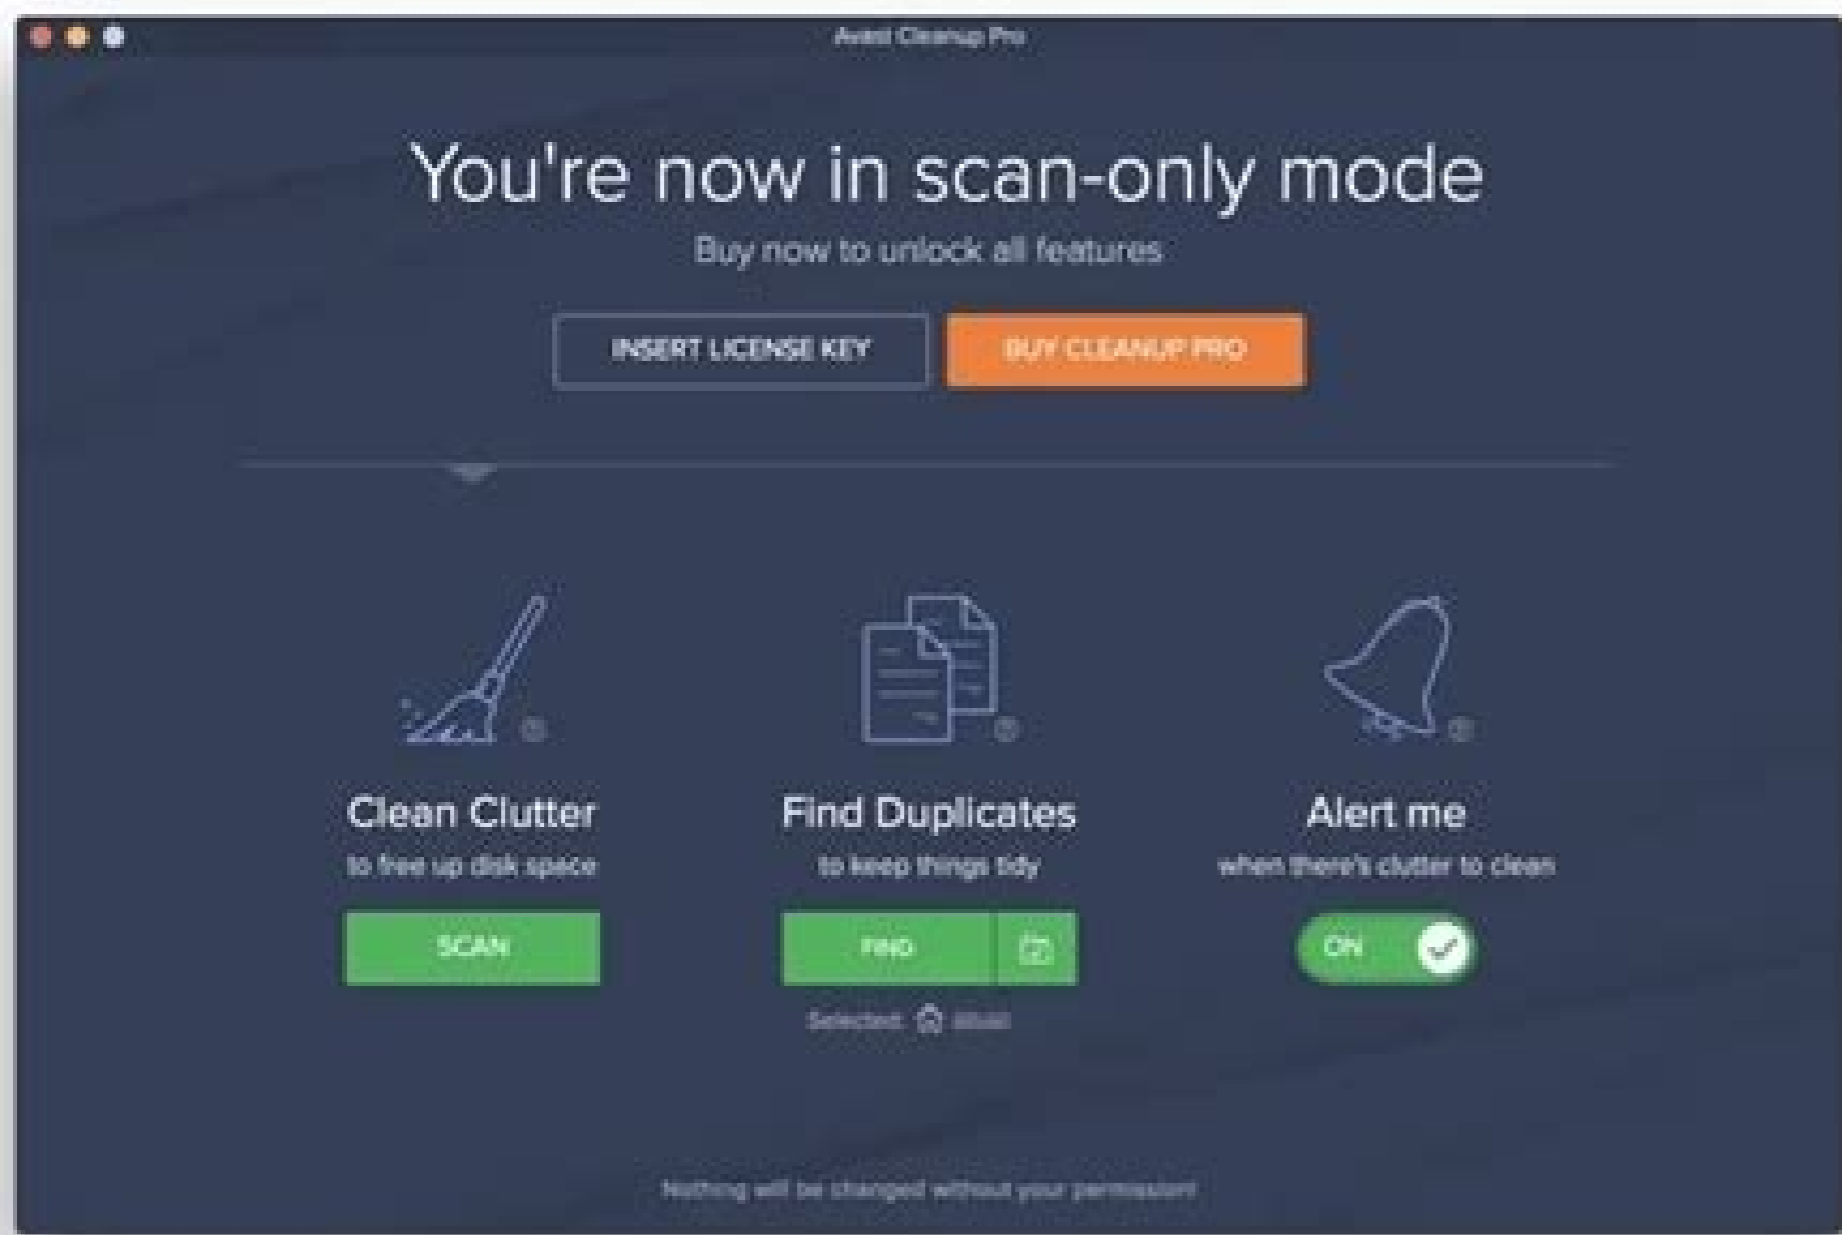 Avast Cleanup Pro
You're now in scan-only mode
Buy now to unlock all features
INSERT LICENSE KEY
BUY CLEANUP PRO
Clean Clutter
Find Duplicates
Alert me
to free up disk space
to keep things tidy
when there's clutter to clean
SCAN
FIND
ON
Selected:
Nothing will be changed without your permission!